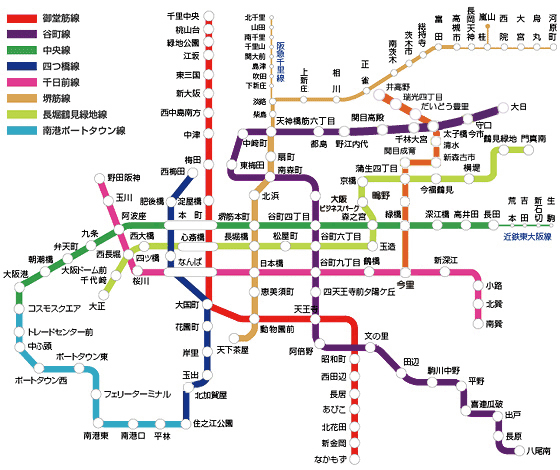 御堂筋線
谷町線
中央線
四つ橋線
千日前線
堺筋線
長堀鶴見緑地線
南港ポートタウン線
千里中央
桃山台
緑地公園
江坂
東三国
新大阪
西中島南方
中津
梅田
西梅田
淀屋橋
肥後橋
本町
心斎橋
四ツ橋
なんば
大国町
花園町
岸里
玉出
北加賀屋
住之江公園
平林
南港口
南港東
フェリーターミナル
ポートタウン東
ポートタウン西
中ふ頭
トレードセンター前
コスモスクエア
大阪港
朝潮橋
弁天町
九条
阿波座
野田阪神
玉川
西大橋
西長堀
大阪ドーム前
千代崎
大正
桜川
北千里
山田
南千里
千里山
関大前
豊津
吹田
下新庄
淡路
柴島
阪急千里線
上新庄
相川
正雀
南茨木
茨木市
総持寺
富田
高槻市
長岡天神
桂
嵐山
西院
大宮
烏丸
河原町
天神橋筋六丁目
中崎町
東梅田
扇町
南森町
北浜
堺筋本町
長堀橋
日本橋
恵美須町
動物園前
天下茶屋
都島
野江内代
関目高殿
千林大宮
太子橋今市
守口
大日
井高野
瑞光四丁目
だいどう豊里
清水
新森古市
関目成育
蒲生四丁目
鴫野
緑橋
今里
京橋
大阪
ビジネスパーク
森之宮
玉造
谷町四丁目
谷町六丁目
松屋町
谷町九丁目
鶴橋
新深江
小路
北巽
南巽
四天王寺前夕陽ケ丘
天王寺
阿倍野
文の里
田辺
駒川中野
平野
喜連瓜破
出戸
長原
八尾南
昭和町
西田辺
長居
あびこ
北花田
新金岡
なかもず
今福鶴見
横堤
鶴見緑地
門真南
深江橋
高井田
長田
荒本
吉田
新石切
生駒
近鉄東大阪線